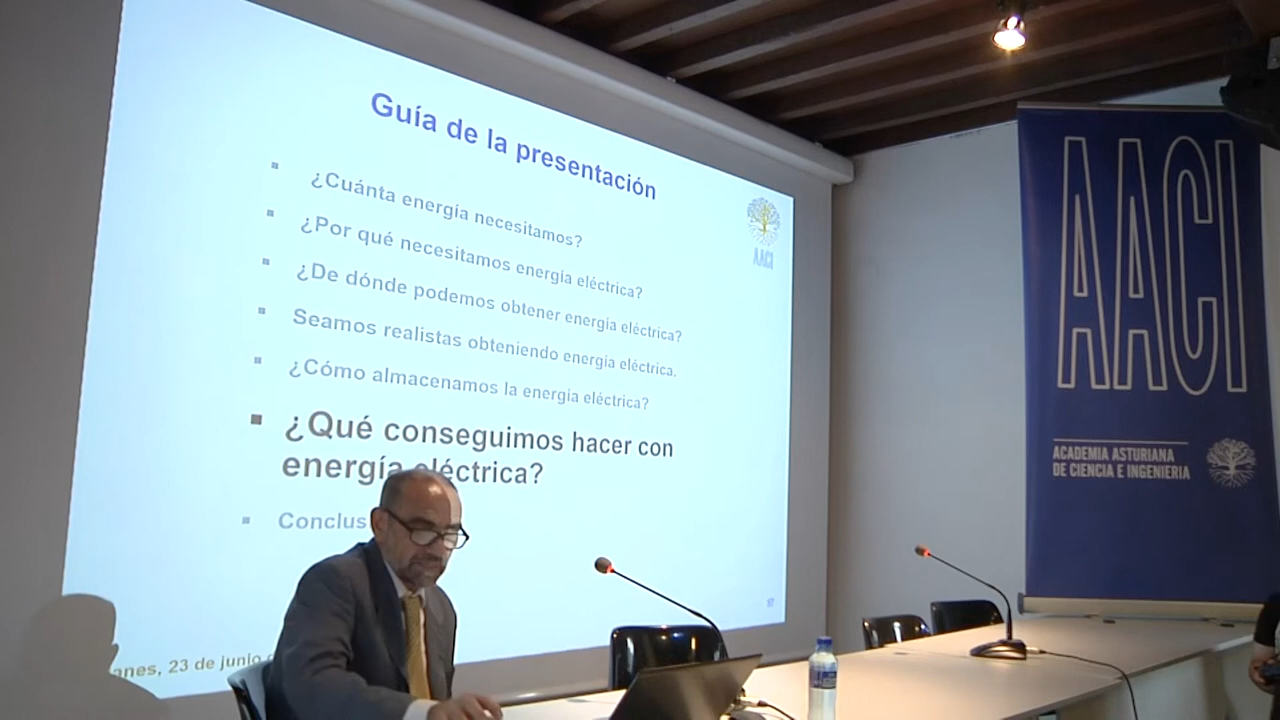 Guía de la presentación
¿Cuánta energía necesitamos?
¿Por qué necesitamos energía eléctrica?
¿De dónde podemos obtener energía eléctrica?
Seamos realistas obteniendo energía eléctrica.
¿Cómo almacenamos la energía eléctrica?
¿Qué conseguimos hacer con
energía eléctrica?
Conclus
anes, 23 de junio
AACI
AACI
ACADEMIA ASTURIANA
DE CIENCIA E INGENIERIA